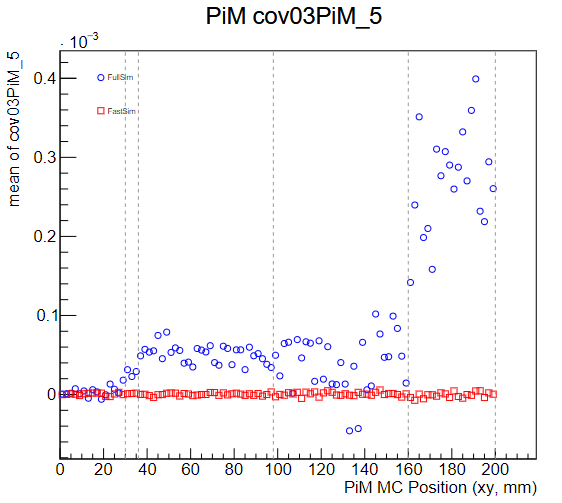 PiM cov03PiM_5
· 10⁻³
mean of cov03PiM_5
0.4
0.3
0.2
0.1
0
FullSim
FastSim
0 20 40 60 80 100 120 140 160 180 200
PiM MC Position (xy, mm)